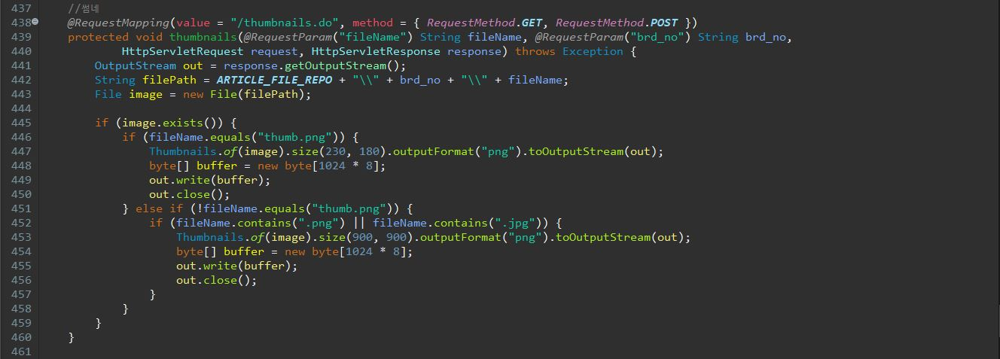 437 //썸네
438 @RequestMapping(value = "/thumbnails.do", method = { RequestMethod.GET, RequestMethod.POST })
439 protected void thumbnails(@RequestParam("fileName") String fileName, @RequestParam("brd_no") String brd_no,
440 HttpServletRequest request, HttpServletResponse response) throws Exception {
441 OutputStream out = response.getOutputStream();
442 String filePath = ARTICLE_FILE_REPO + "\\" + brd_no + "\\" + fileName;
443 File image = new File(filePath);
444
445 if (image.exists()) {
446 if (fileName.equals("thumb.png")) {
447 Thumbnails.of(image).size(230, 180).outputFormat("png").toOutputStream(out);
448 byte[] buffer = new byte[1024 * 8];
449 out.write(buffer);
450 out.close();
451 } else if (!fileName.equals("thumb.png")) {
452 if (fileName.contains(".png") || fileName.contains(".jpg")) {
453 Thumbnails.of(image).size(900, 900).outputFormat("png").toOutputStream(out);
454 byte[] buffer = new byte[1024 * 8];
455 out.write(buffer);
456 out.close();
457 }
458 }
459 }
460 }
461